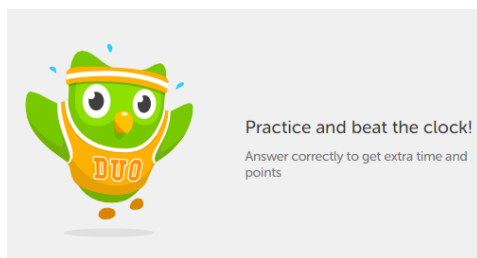 DUO
Practice and beat the clock!
Answer correctly to get extra time and
points